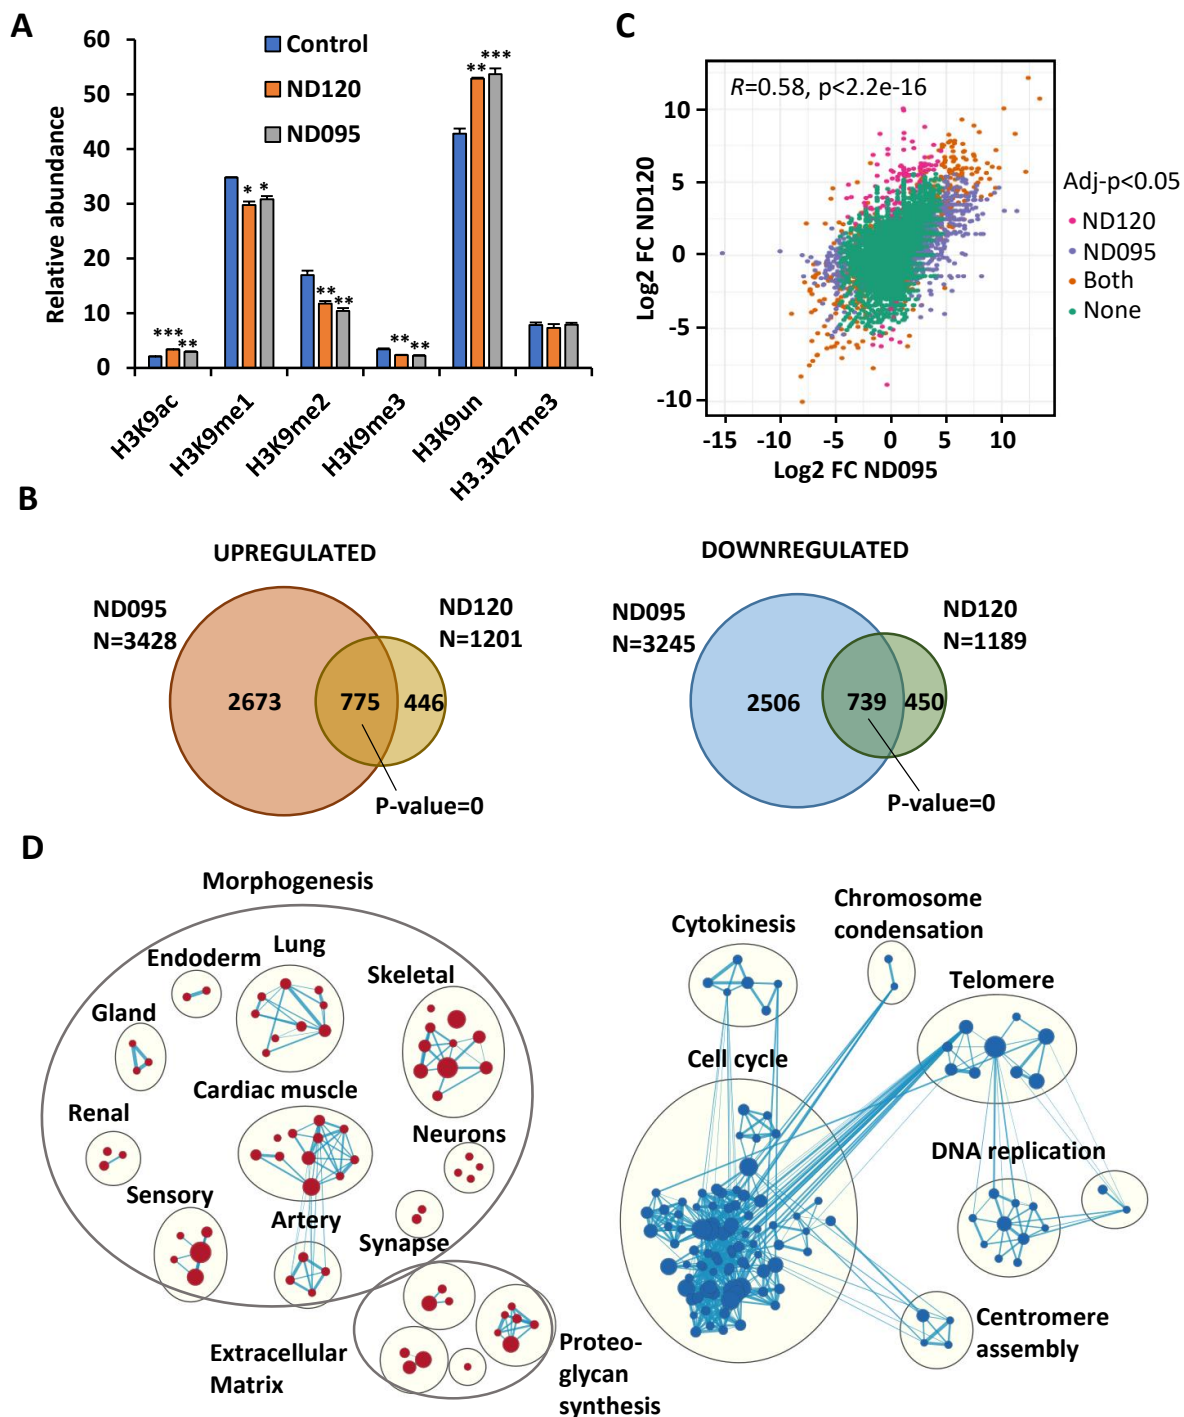 A
60
50
40
30
20
10
0
Relative abundance
Control
ND120
ND095
***
**
*
*
**
**
**
**
**
***
H3K9ac
H3K9me1
H3K9me2
H3K9me3
H3K9un
H3.3K27me3
C
R=0.58, p<2.2e-16
10
5
0
-5
-10
Log2 FC ND120
-15
-10
-5
0
5
10
Log2 FC ND095
Adj-p<0.05
ND120
ND095
Both
None
B
UPREGULATED
ND095
N=3428
ND120
N=1201
2673
775
446
P-value=0
DOWNREGULATED
ND095
N=3245
ND120
N=1189
2506
739
450
P-value=0
D
Morphogenesis
Endoderm
Lung
Skeletal
Gland
Cardiac muscle
Renal
Neurons
Sensory
Artery
Synapse
Extracellular
Matrix
Proteo-
glycan
synthesis
Cytokinesis
Chromosome
condensation
Telomere
Cell cycle
DNA replication
Centromere
assembly